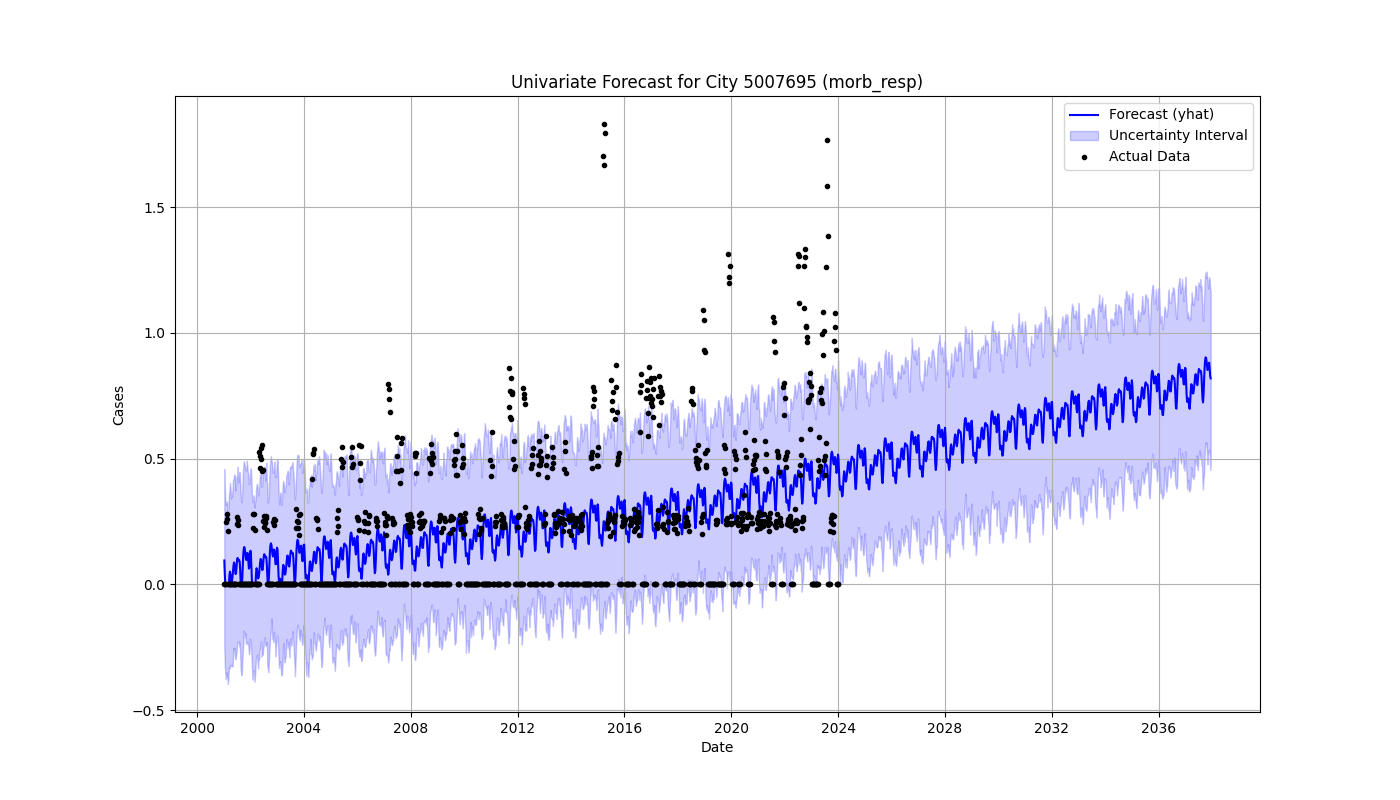 Univariate Forecast for City 5007695 (morb_resp)
Forecast (yhat)
Uncertainty Interval
Actual Data
Cases
1.5
1.0
0.5
0.0
−0.5
2000 2004 2008 2012 2016 2020 2024 2028 2032 2036
Date